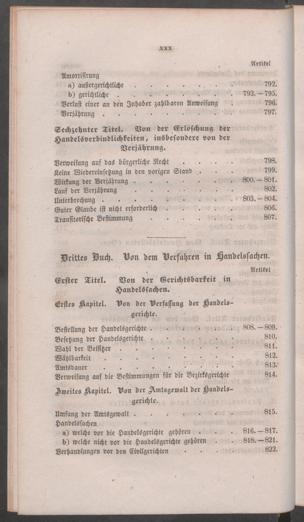 xxx
Artikel
Amortisirung
a) außergerichtliche . . . . . . . 792.
b) gerichtliche . . . . . . . 793.—795.
Verlust einer an den Inhaber zahlbaren Anweisung . 796.
Verjährung . . . . . . . 797.
Sechzehnter Titel. Von der Erlöschung der
Handelsverbindlichkeiten, insbesondere von der
Verjährung.
Verweisung auf das bürgerliche Recht . . . . 798.
Keine Wiedereinsetzung in den vorigen Stand . . . 799.
Wirkung der Verjährung . . . . . 800.—801.
Lauf der Verjährung . . . . . . 802.
Unterbrechung . . . . . . 803.—804.
Guter Glaube ist nicht erforderlich . . . . 806.
Transitorische Bestimmung . . . . . 807.
Drittes Buch. Von dem Verfahren in Handelssachen.
Artikel
Erster Titel. Von der Gerichtsbarkeit in
Handelssachen.
Erstes Kapitel. Von der Verfassung der Handels-
gerichte.
Bestellung der Handelsgerichte . . . . 808.—809.
Besetzung der Handelsgerichte . . . . . 810.
Wahl der Beisitzer . . . . . . 811.
Wählbarkeit . . . . . . . 812.
Amtsdauer . . . . . . . 813.
Verweisung auf die Bestimmungen für die Bezirksgerichte 814.
Zweites Kapitel. Von der Amtsgewalt der Handels-
gerichte.
Umfang der Amtsgewalt . . . . . 815.
Handelssachen
a) welche vor die Handelsgerichte gehören . . 816.—817.
b) welche nicht vor die Handelsgerichte gehören . 818.—821.
Verhandlungen vor den Civilgerichten . . . 822.